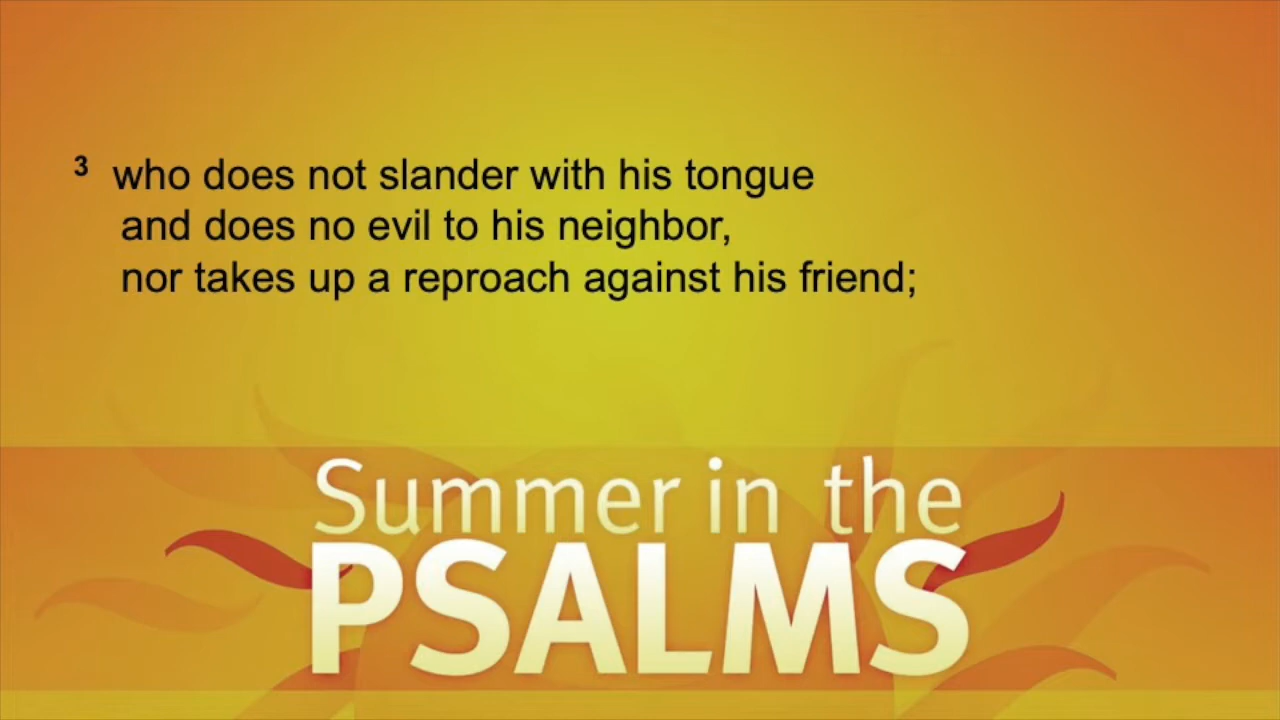 3 who does not slander with his tongue
and does no evil to his neighbor,
nor takes up a reproach against his friend;
Summer in the
PSALMS